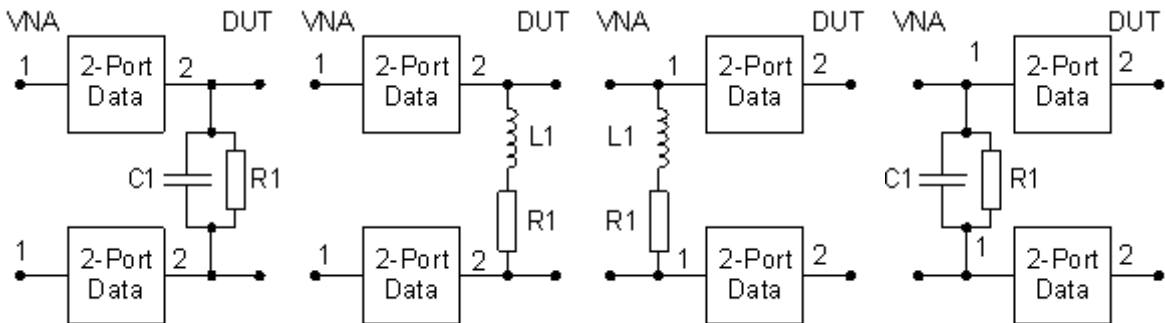 VNA DUT VNA DUT DUT VNA DUT
1 2-Port Data 2 1 2-Port Data 2 1 2-Port Data 2 1 2-Port Data 2
C1 R1 L1 R1 L1 R1 C1 R1
1 2-Port Data 2 1 2-Port Data 2 1 2-Port Data 2 1 2-Port Data 2